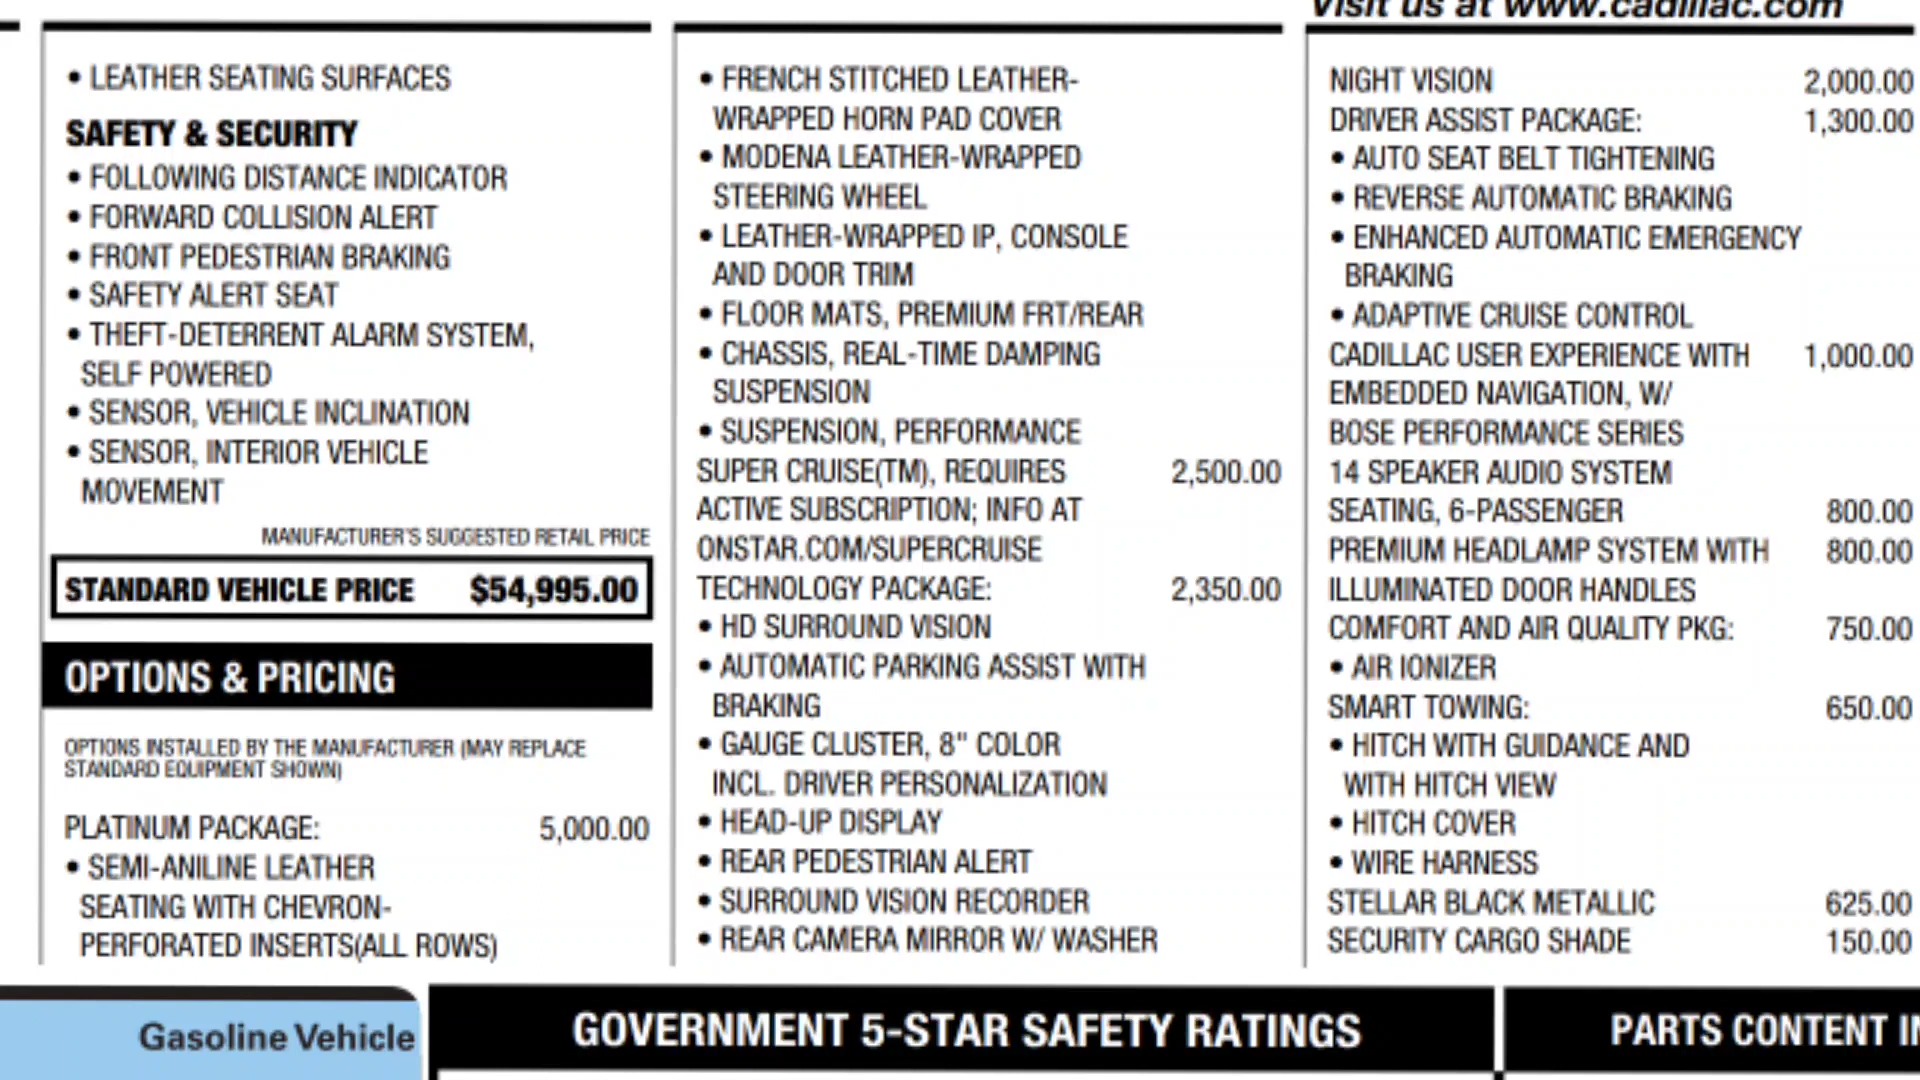 Visit us at www.cadillac.com
• LEATHER SEATING SURFACES
SAFETY & SECURITY
• FOLLOWING DISTANCE INDICATOR
• FORWARD COLLISION ALERT
• FRONT PEDESTRIAN BRAKING
• SAFETY ALERT SEAT
• THEFT-DETERRENT ALARM SYSTEM,
SELF POWERED
• SENSOR, VEHICLE INCLINATION
• SENSOR, INTERIOR VEHICLE
MOVEMENT
MANUFACTURER'S SUGGESTED RETAIL PRICE
STANDARD VEHICLE PRICE $54,995.00
OPTIONS & PRICING
OPTIONS INSTALLED BY THE MANUFACTURER (MAY REPLACE
STANDARD EQUIPMENT SHOWN)
PLATINUM PACKAGE: 5,000.00
• SEMI-ANILINE LEATHER
SEATING WITH CHEVRON-
PERFORATED INSERTS(ALL ROWS)
• FRENCH STITCHED LEATHER-
WRAPPED HORN PAD COVER
• MODENA LEATHER-WRAPPED
STEERING WHEEL
• LEATHER-WRAPPED IP, CONSOLE
AND DOOR TRIM
• FLOOR MATS, PREMIUM FRT/REAR
• CHASSIS, REAL-TIME DAMPING
SUSPENSION
• SUSPENSION, PERFORMANCE
SUPER CRUISE(TM), REQUIRES 2,500.00
ACTIVE SUBSCRIPTION; INFO AT
ONSTAR.COM/SUPERCRUISE
TECHNOLOGY PACKAGE: 2,350.00
• HD SURROUND VISION
• AUTOMATIC PARKING ASSIST WITH
BRAKING
• GAUGE CLUSTER, 8" COLOR
INCL. DRIVER PERSONALIZATION
• HEAD-UP DISPLAY
• REAR PEDESTRIAN ALERT
• SURROUND VISION RECORDER
• REAR CAMERA MIRROR W/ WASHER
NIGHT VISION 2,000.00
DRIVER ASSIST PACKAGE: 1,300.00
• AUTO SEAT BELT TIGHTENING
• REVERSE AUTOMATIC BRAKING
• ENHANCED AUTOMATIC EMERGENCY
BRAKING
• ADAPTIVE CRUISE CONTROL
CADILLAC USER EXPERIENCE WITH 1,000.00
EMBEDDED NAVIGATION, W/
BOSE PERFORMANCE SERIES
14 SPEAKER AUDIO SYSTEM
SEATING, 6-PASSENGER 800.00
PREMIUM HEADLAMP SYSTEM WITH 800.00
ILLUMINATED DOOR HANDLES
COMFORT AND AIR QUALITY PKG: 750.00
• AIR IONIZER
SMART TOWING: 650.00
• HITCH WITH GUIDANCE AND
WITH HITCH VIEW
• HITCH COVER
• WIRE HARNESS
STELLAR BLACK METALLIC 625.00
SECURITY CARGO SHADE 150.00
Gasoline Vehicle
GOVERNMENT 5-STAR SAFETY RATINGS
PARTS CONTENT